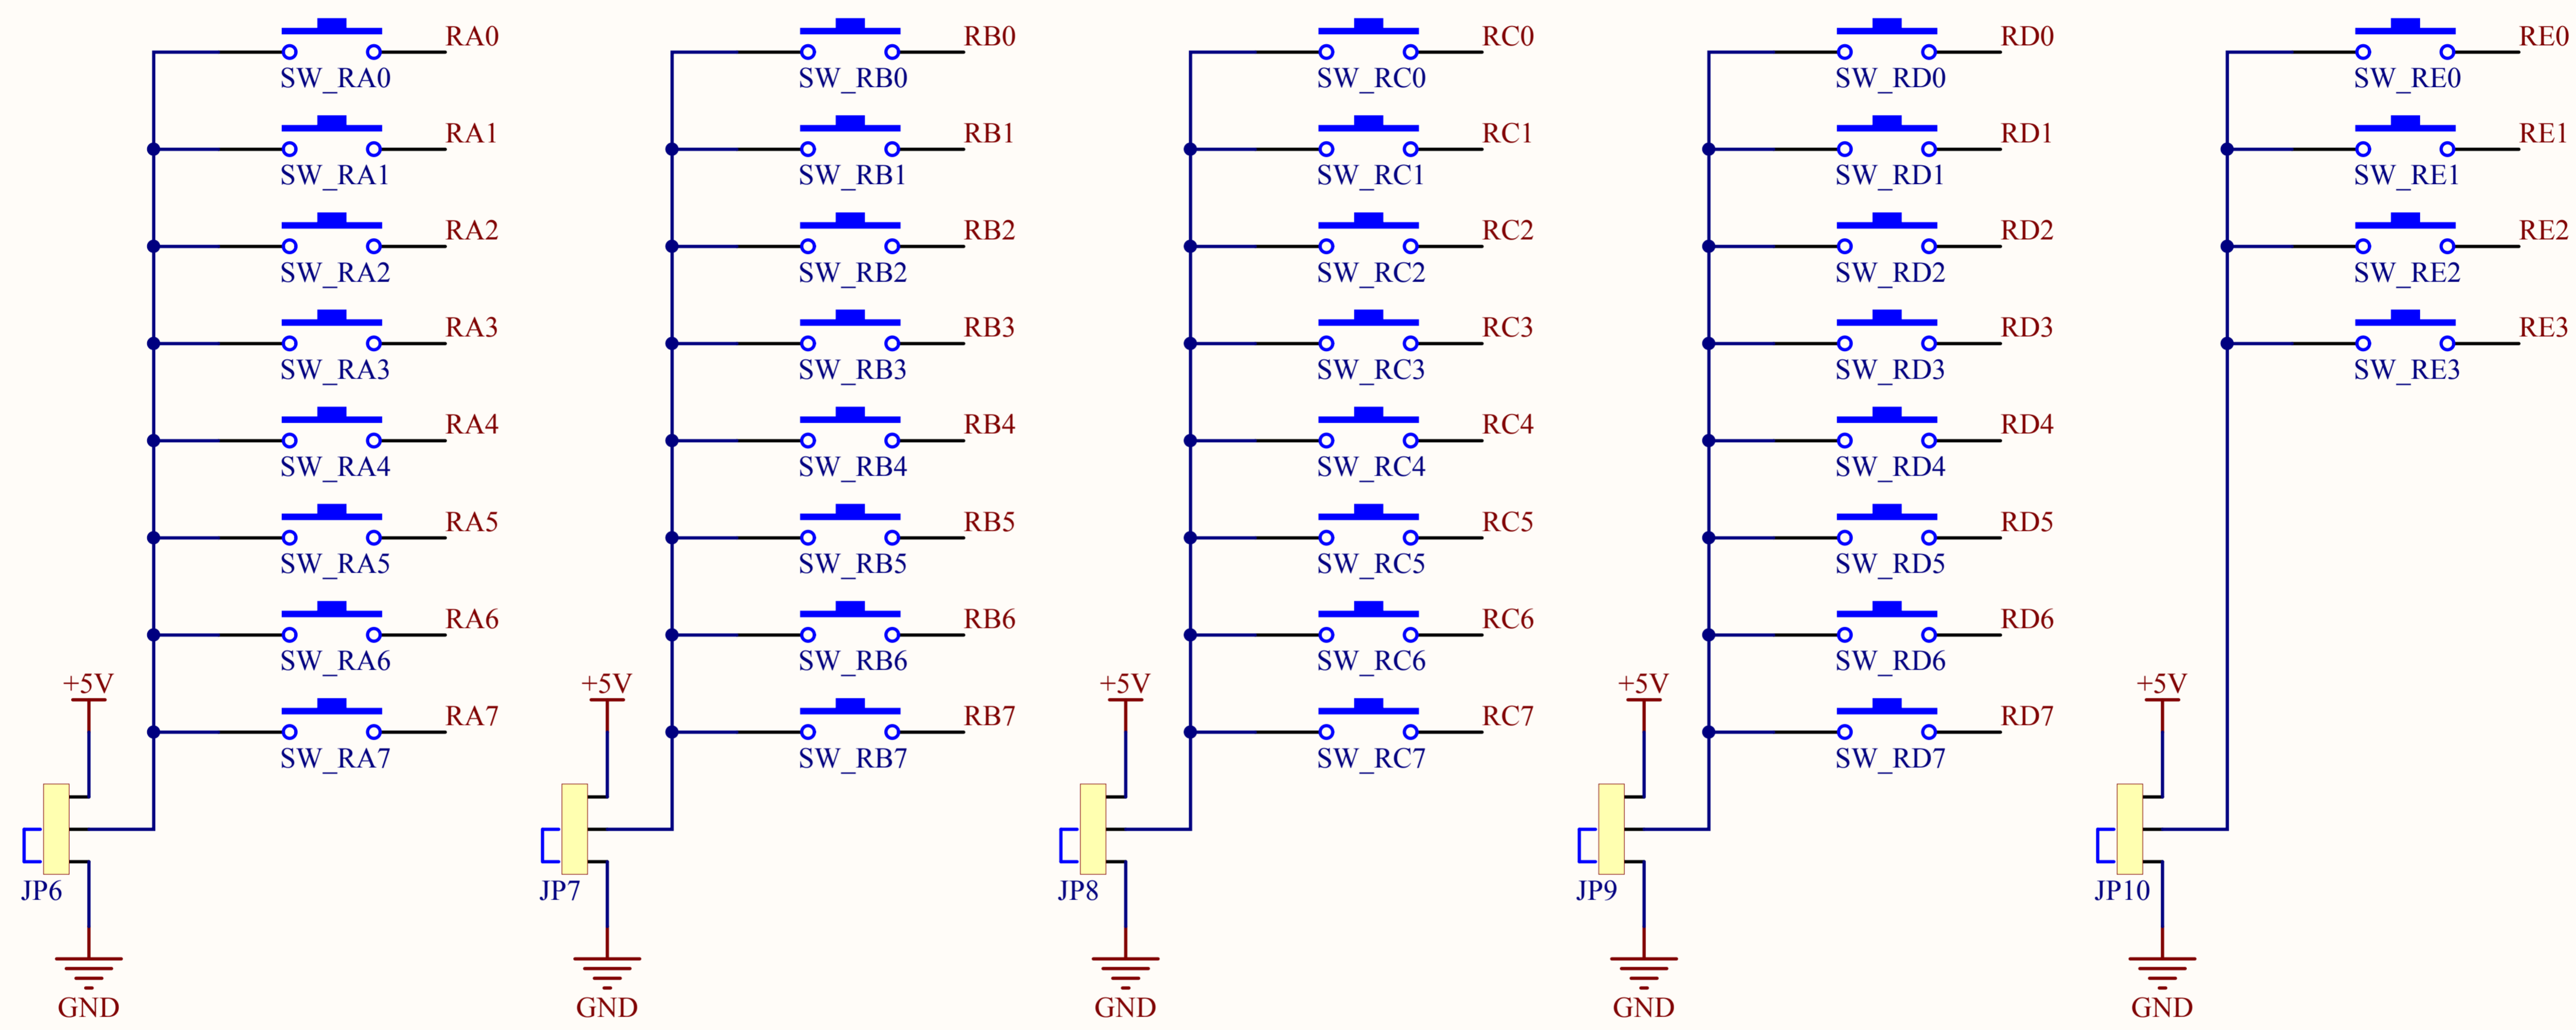 RA0 RB0 RC0 RD0 RE0
SW_RA0 SW_RB0 SW_RC0 SW_RD0 SW_RE0
RA1 RB1 RC1 RD1 RE1
SW_RA1 SW_RB1 SW_RC1 SW_RD1 SW_RE1
RA2 RB2 RC2 RD2 RE2
SW_RA2 SW_RB2 SW_RC2 SW_RD2 SW_RE2
RA3 RB3 RC3 RD3 RE3
SW_RA3 SW_RB3 SW_RC3 SW_RD3 SW_RE3
RA4 RB4 RC4 RD4
SW_RA4 SW_RB4 SW_RC4 SW_RD4
RA5 RB5 RC5 RD5
SW_RA5 SW_RB5 SW_RC5 SW_RD5
RA6 RB6 RC6 RD6
SW_RA6 SW_RB6 SW_RC6 SW_RD6
+5V +5V +5V +5V +5V
RA7 RB7 RC7 RD7
SW_RA7 SW_RB7 SW_RC7 SW_RD7
JP6 JP7 JP8 JP9 JP10
GND GND GND GND GND